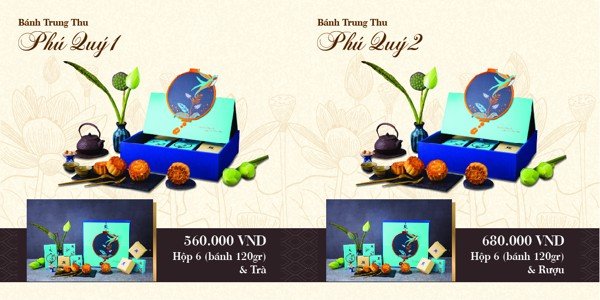 Bánh Trung Thu
Phú Quý 1
560.000 VND
Hộp 6 (bánh 120gr)
& Trà
Bánh Trung Thu
Phú Quý 2
680.000 VND
Hộp 6 (bánh 120gr)
& Rượu